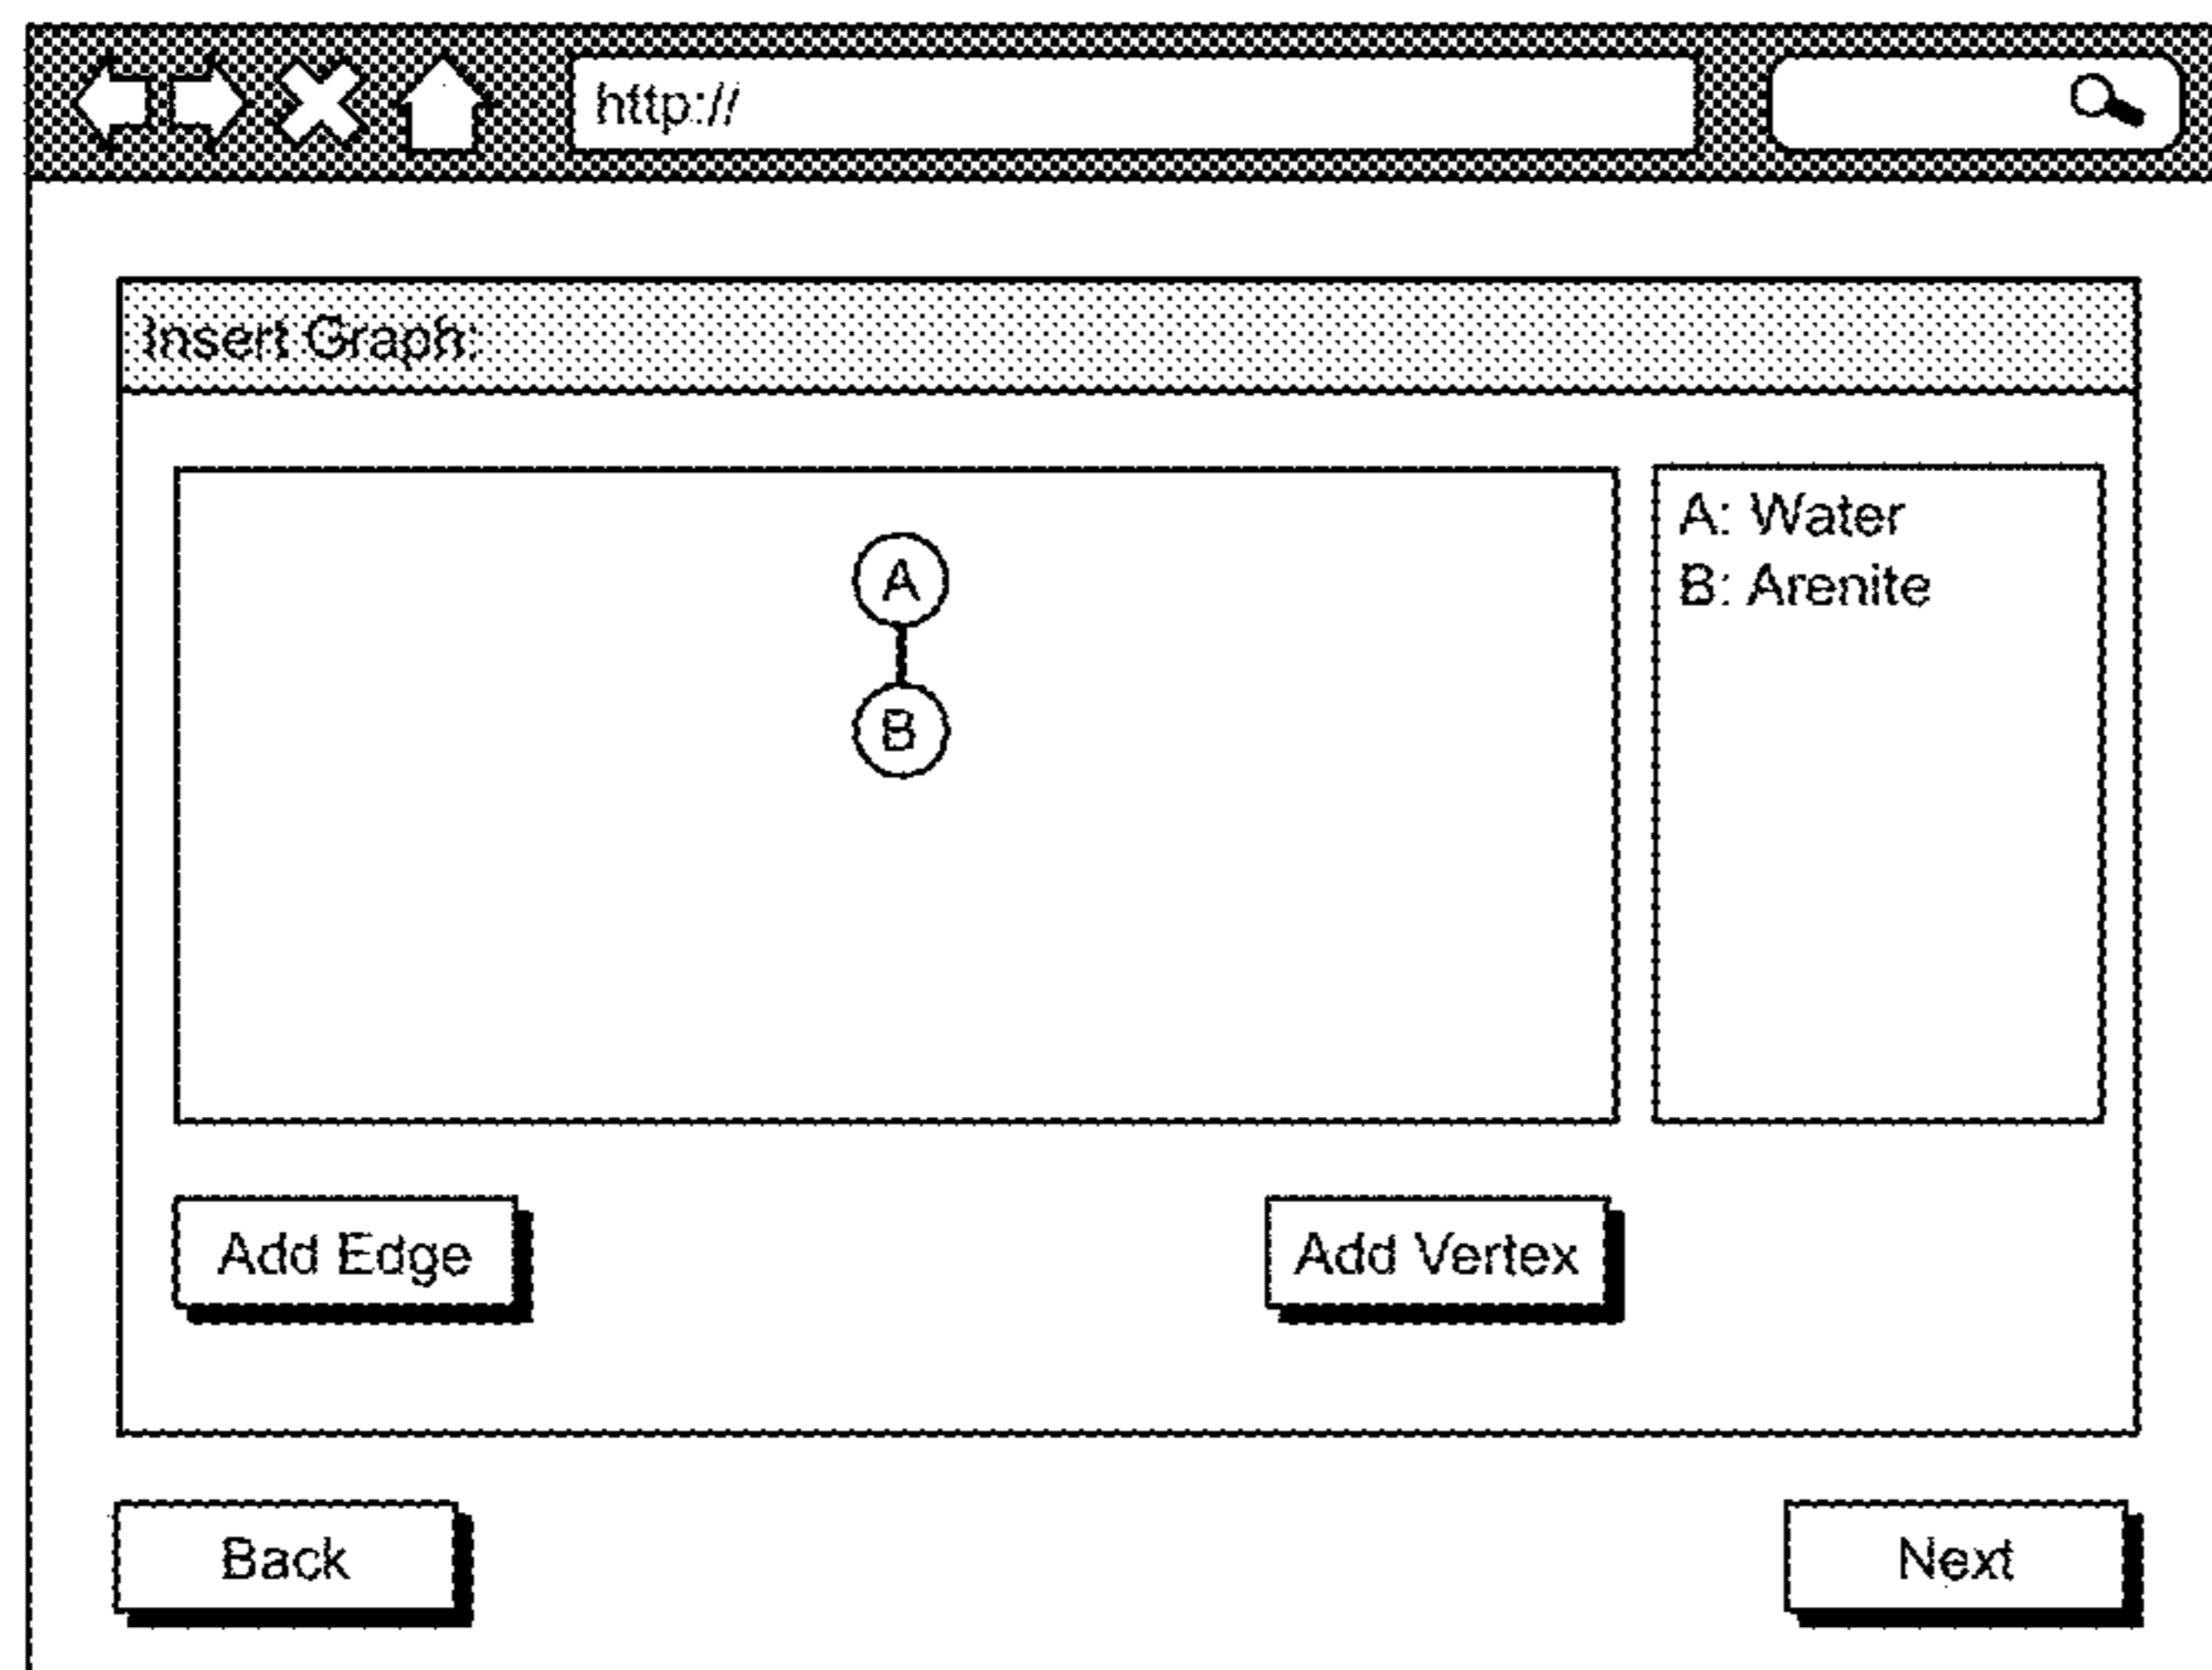 http://
Insert Graph:
A
B
A: Water
B: Arenite
Add Edge
Add Vertex
Back
Next